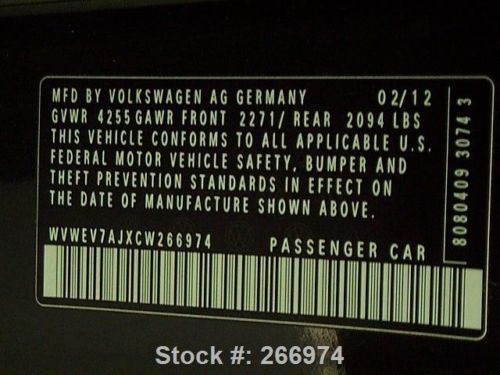 MFD BY VOLKSWAGEN AG GERMANY 02/12
GVWR 4255 GAWR FRONT 2271/ REAR 2094 LBS
THIS VEHICLE CONFORMS TO ALL APPLICABLE U.S.
FEDERAL MOTOR VEHICLE SAFETY, BUMPER AND
THEFT PREVENTION STANDARDS IN EFFECT ON
THE DATE OF MANUFACTURE SHOWN ABOVE.
WVWEV7AJXCW266974 PASSENGER CAR
8080409 3074 3
Stock #: 266974